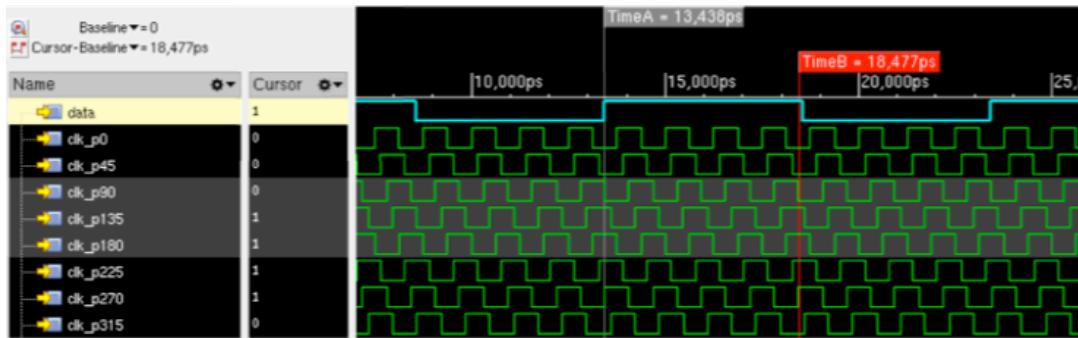 Baseline▼=0
Cursor-Baseline▼=18,477ps
TimeA = 13,438ps
TimeB = 18,477ps
Name Cursor
10,000ps 15,000ps 20,000ps 25,
data 1
clk_p0 0
clk_p45 0
clk_p90 0
clk_p135 1
clk_p180 1
clk_p225 1
clk_p270 1
clk_p315 0